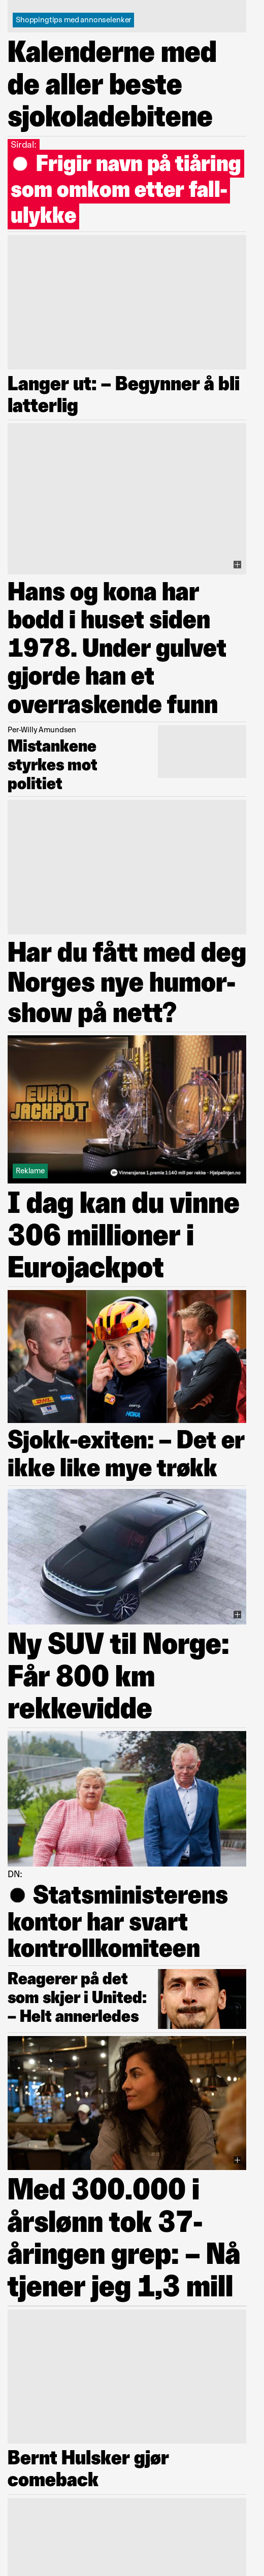 Shoppingtips med annonselenker
Kalenderne med
de aller beste
sjokoladebitene
Sirdal:
Frigir navn på tiåring
som omkom etter fall-
ulykke
Langer ut: – Begynner å bli
latterlig
Hans og kona har
bodd i huset siden
1978. Under gulvet
gjorde han et
overraskende funn
Per-Willy Amundsen
Mistankene
styrkes mot
politiet
Har du fått med deg
Norges nye humor-
show på nett?
EURO
JACKPOT
Vinnersjanse 1.premie 1:140 mill per rekke - Hjelpelinjen.no
Reklame
I dag kan du vinne
306 millioner i
Eurojackpot
Sjokk-exiten: – Det er
ikke like mye trøkk
Ny SUV til Norge:
Får 800 km
rekkevidde
DN:
Statsministerens
kontor har svart
kontrollkomiteen
Reagerer på det
som skjer i United:
– Helt annerledes
Med 300.000 i
årslønn tok 37-
åringen grep: – Nå
tjener jeg 1,3 mill
Bernt Hulsker gjør
comeback